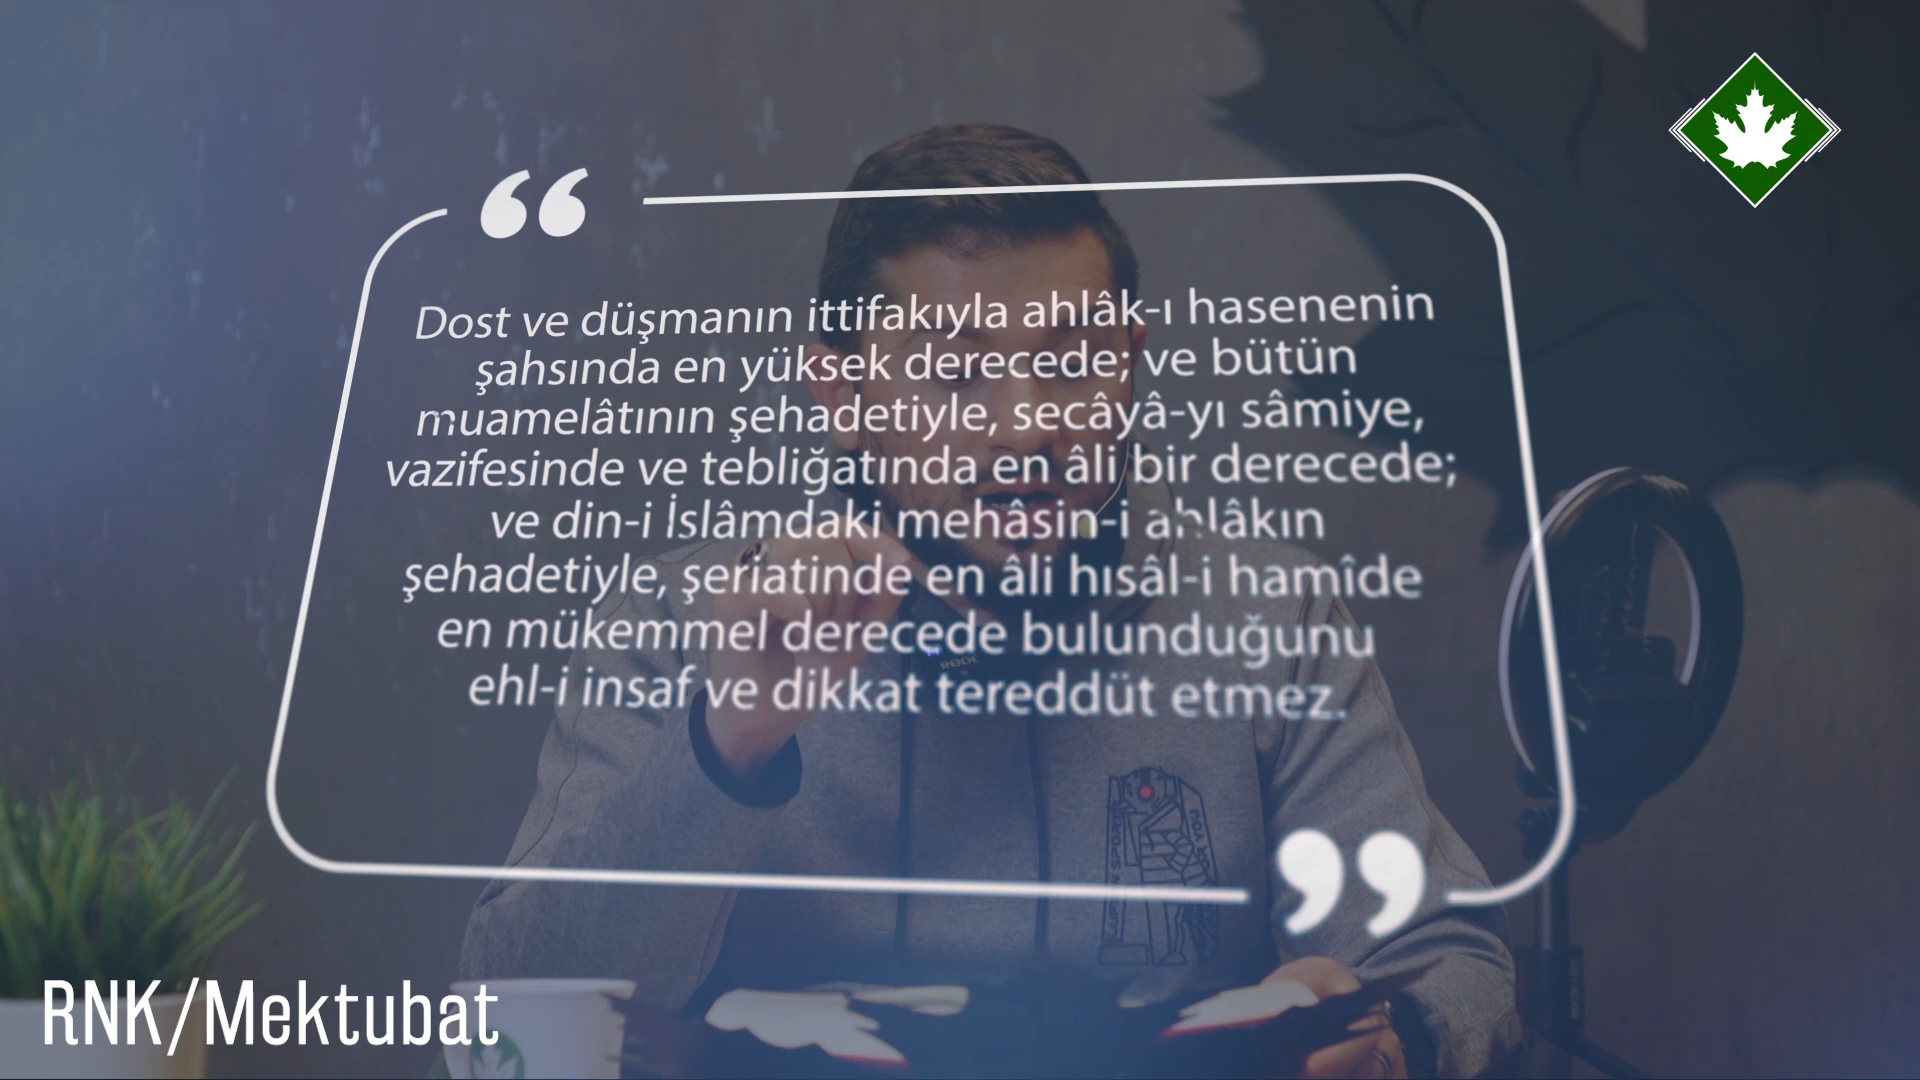 Dost ve düşmanın ittifakıyla ahlâk-ı hasenenin
şahsında en yüksek derecede; ve bütün
muamelâtının şehadetiyle, secâyâ-yı sâmiye,
vazifesinde ve tebliğatında en âli bir derecede;
ve din-i İslâmdaki mehâsin-i ahlâkın
şehadetiyle, şeriatinde en âli hısâl-i hamîde
en mükemmel derecede bulunduğunu
ehl-i insaf ve dikkat tereddüt etmez.
RØDE
RNK/Mektubat